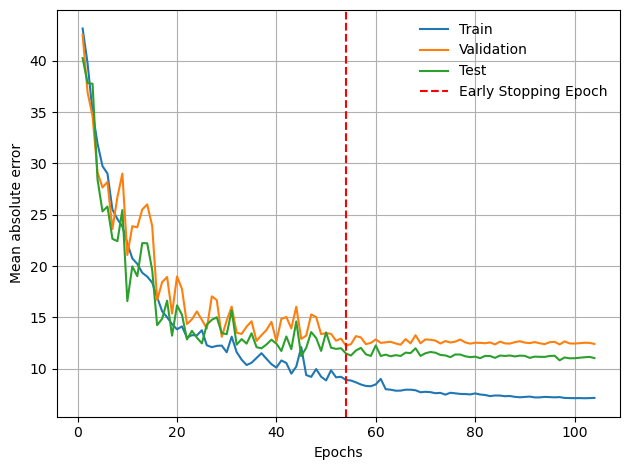 Train
Validation
Test
Early Stopping Epoch
Mean absolute error
40
35
30
25
20
15
10
0 20 40 60 80 100
Epochs